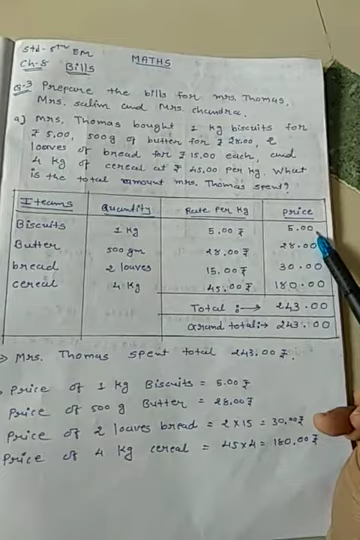 Std-5th EM
MATHS
Ch-8 Bills
Q-3 Prepare the bills for mrs. Thomas,
Mrs. salim and Mrs. chandra.
a) Mrs. Thomas bought 1 kg biscuits for
₹ 5.00, 500g of butter for ₹ 28.00, 2
loaves of bread for ₹ 15.00 each, and
4 kg of cereal at ₹ 45.00 per kg. What
is the total amount mrs. Thomas spent?
Iteams Quantity Rate Per kg price
Biscuits 1 kg 5.00 ₹ 5.00
Butter 500 gm 28.00 ₹ 28.00
bread 2 loaves 15.00 ₹ 30.00
cereal 4 kg 45.00 ₹ 180.00
Total :→ 243.00
Grand total:→ 243.00
Mrs. Thomas spent total 243.00 ₹.
Price of 1 kg Biscuits = 5.00 ₹
Price of 500 g Butter = 28.00 ₹
Price of 2 loaves bread = 2 x 15 = 30.00 ₹
Price of 4 kg cereal = 45x4 = 180.00 ₹